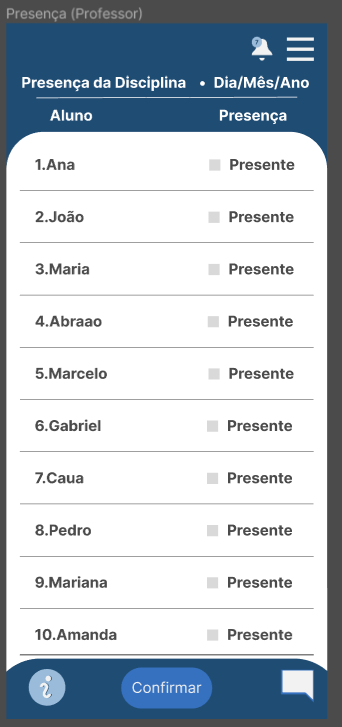 Presença (Professor)
7
Presença da Disciplina • Dia/Mês/Ano
Aluno Presença
1.Ana Presente
2.João Presente
3.Maria Presente
4.Abraao Presente
5.Marcelo Presente
6.Gabriel Presente
7.Caua Presente
8.Pedro Presente
9.Mariana Presente
10.Amanda Presente
i Confirmar